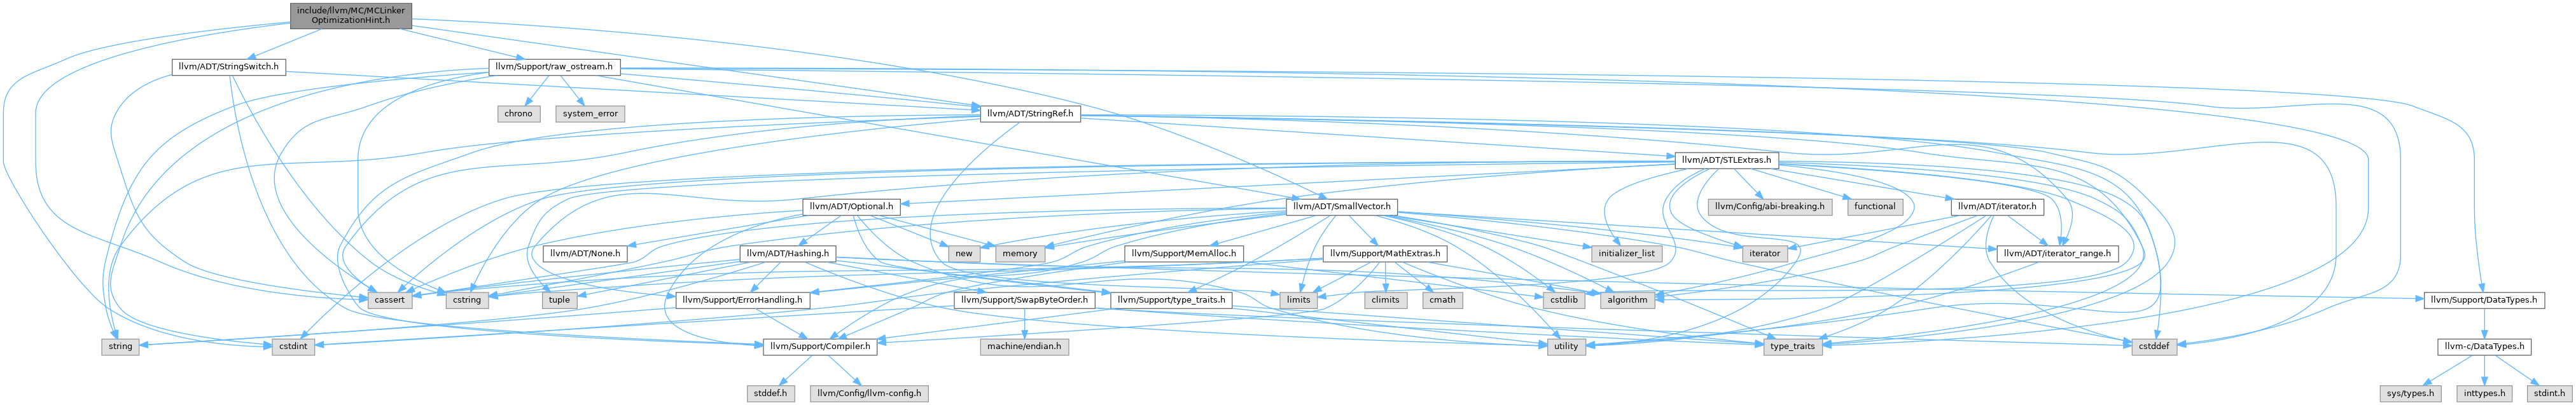 include/llvm/MC/MCLinker
OptimizationHint.h
llvm/ADT/StringSwitch.h
llvm/Support/raw_ostream.h
chrono
system_error
llvm/ADT/StringRef.h
llvm/ADT/STLExtras.h
llvm/ADT/Optional.h
llvm/ADT/SmallVector.h
llvm/Config/abi-breaking.h
functional
llvm/ADT/iterator.h
llvm/ADT/None.h
llvm/ADT/Hashing.h
new
memory
llvm/Support/MemAlloc.h
llvm/Support/MathExtras.h
initializer_list
iterator
llvm/ADT/iterator_range.h
cassert
cstring
tuple
llvm/Support/ErrorHandling.h
llvm/Support/SwapByteOrder.h
llvm/Support/type_traits.h
limits
climits
cmath
cstdlib
algorithm
llvm/Support/DataTypes.h
string
cstdint
llvm/Support/Compiler.h
machine/endian.h
utility
type_traits
cstddef
llvm-c/DataTypes.h
stddef.h
llvm/Config/llvm-config.h
sys/types.h
inttypes.h
stdint.h